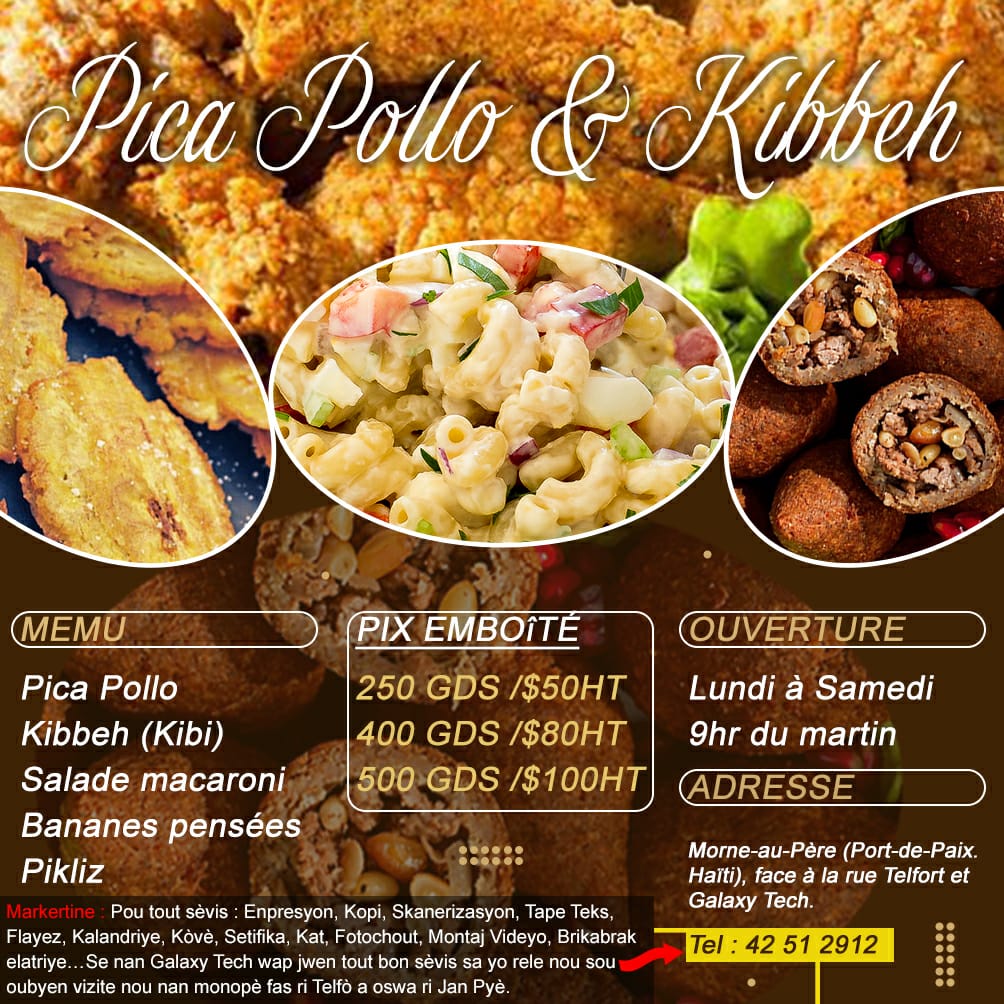 Pica Pollo & Kibbeh
MEMU
Pica Pollo
Kibbeh (Kibi)
Salade macaroni
Bananes pensées
Pikliz
PIX EMBOîTÉ
250 GDS /$50HT
400 GDS /$80HT
500 GDS /$100HT
OUVERTURE
Lundi à Samedi
9hr du martin
ADRESSE
Morne-au-Père (Port-de-Paix.
Haïti), face à la rue Telfort et
Galaxy Tech.
Tel : 42 51 2912
Markertine : Pou tout sèvis : Enpresyon, Kopi, Skanerizasyon, Tape Teks,
Flayez, Kalandriye, Kòvè, Setifika, Kat, Fotochout, Montaj Videyo, Brikabrak
elatriye…Se nan Galaxy Tech wap jwen tout bon sèvis sa yo rele nou sou
oubyen vizite nou nan monopè fas ri Telfò a oswa ri Jan Pyè.